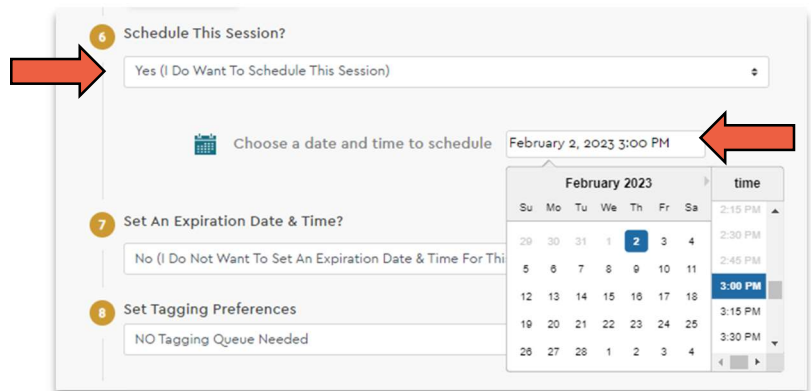 6 Schedule This Session?
Yes (I Do Want To Schedule This Session)
Choose a date and time to schedule February 2, 2023 3:00 PM
February 2023 time
Su Mo Tu We Th Fr Sa 2:15 PM
29 30 31 1 2 3 4 2:30 PM
5 6 7 8 9 10 11 2:45 PM
12 13 14 15 16 17 18 3:00 PM
19 20 21 22 23 24 25 3:15 PM
26 27 28 1 2 3 4 3:30 PM
7 Set An Expiration Date & Time?
No (I Do Not Want To Set An Expiration Date & Time For Thi
8 Set Tagging Preferences
NO Tagging Queue Needed